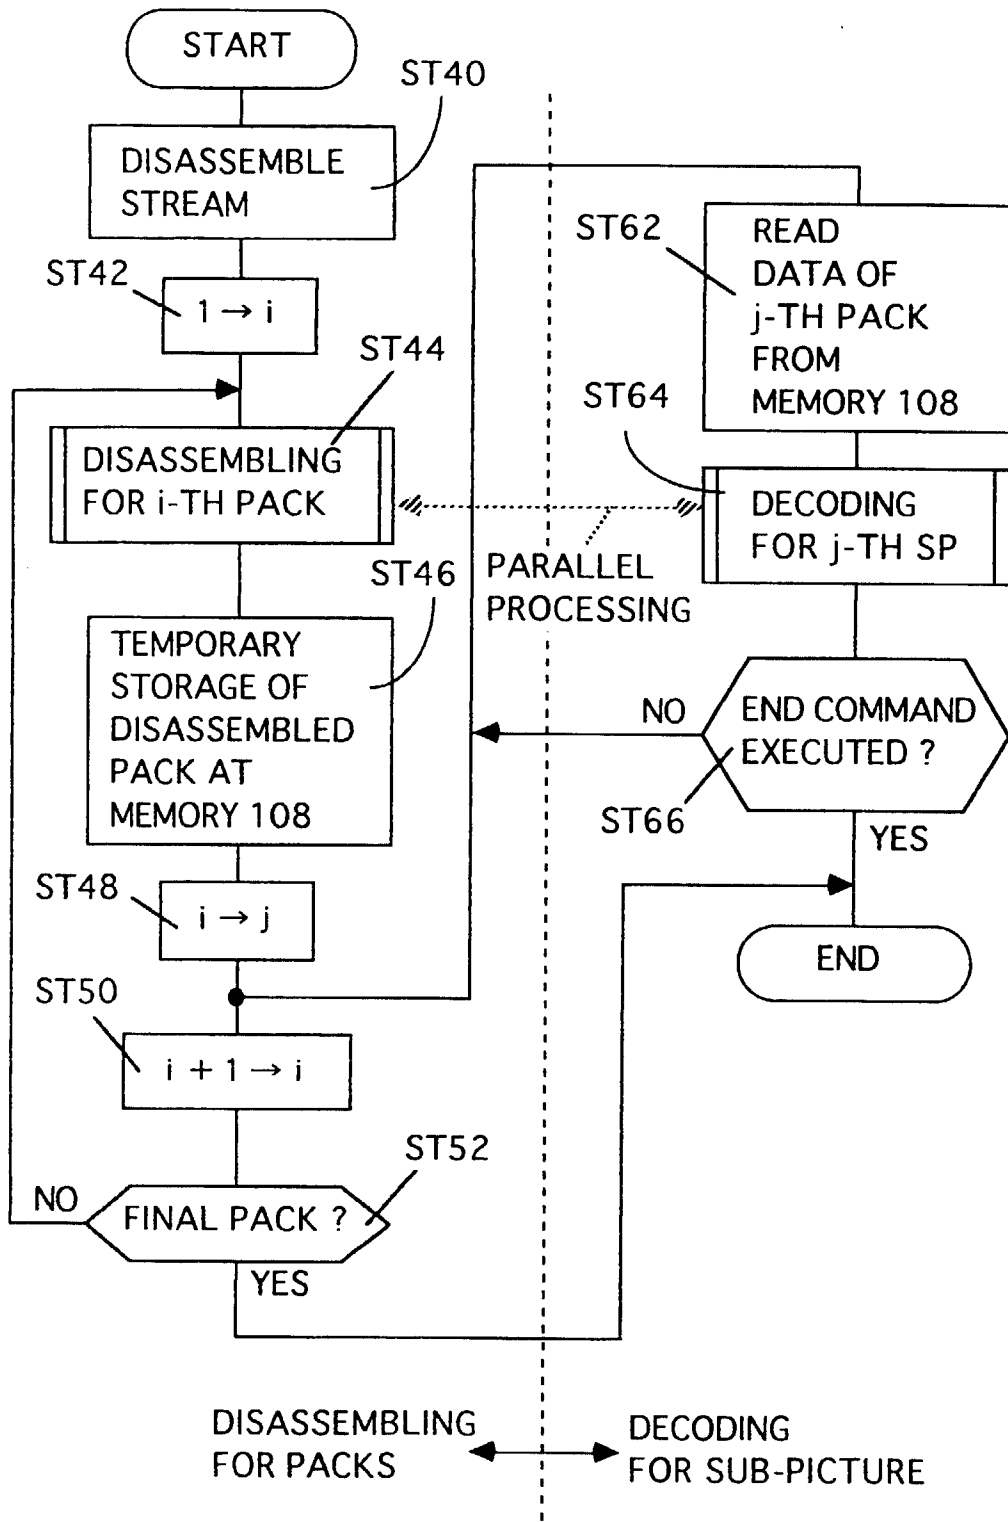 START
ST40
DISASSEMBLE
STREAM
ST42
1 → i
ST44
DISASSEMBLING
FOR i-TH PACK
ST46
TEMPORARY
STORAGE OF
DISASSEMBLED
PACK AT
MEMORY 108
ST48
i → j
ST50
i + 1 → i
ST52
NO
FINAL PACK ?
YES
ST62
READ
DATA OF
j-TH PACK
FROM
MEMORY 108
ST64
DECODING
FOR j-TH SP
PARALLEL
PROCESSING
NO
END COMMAND
EXECUTED ?
ST66
YES
END
DISASSEMBLING
FOR PACKS
DECODING
FOR SUB-PICTURE